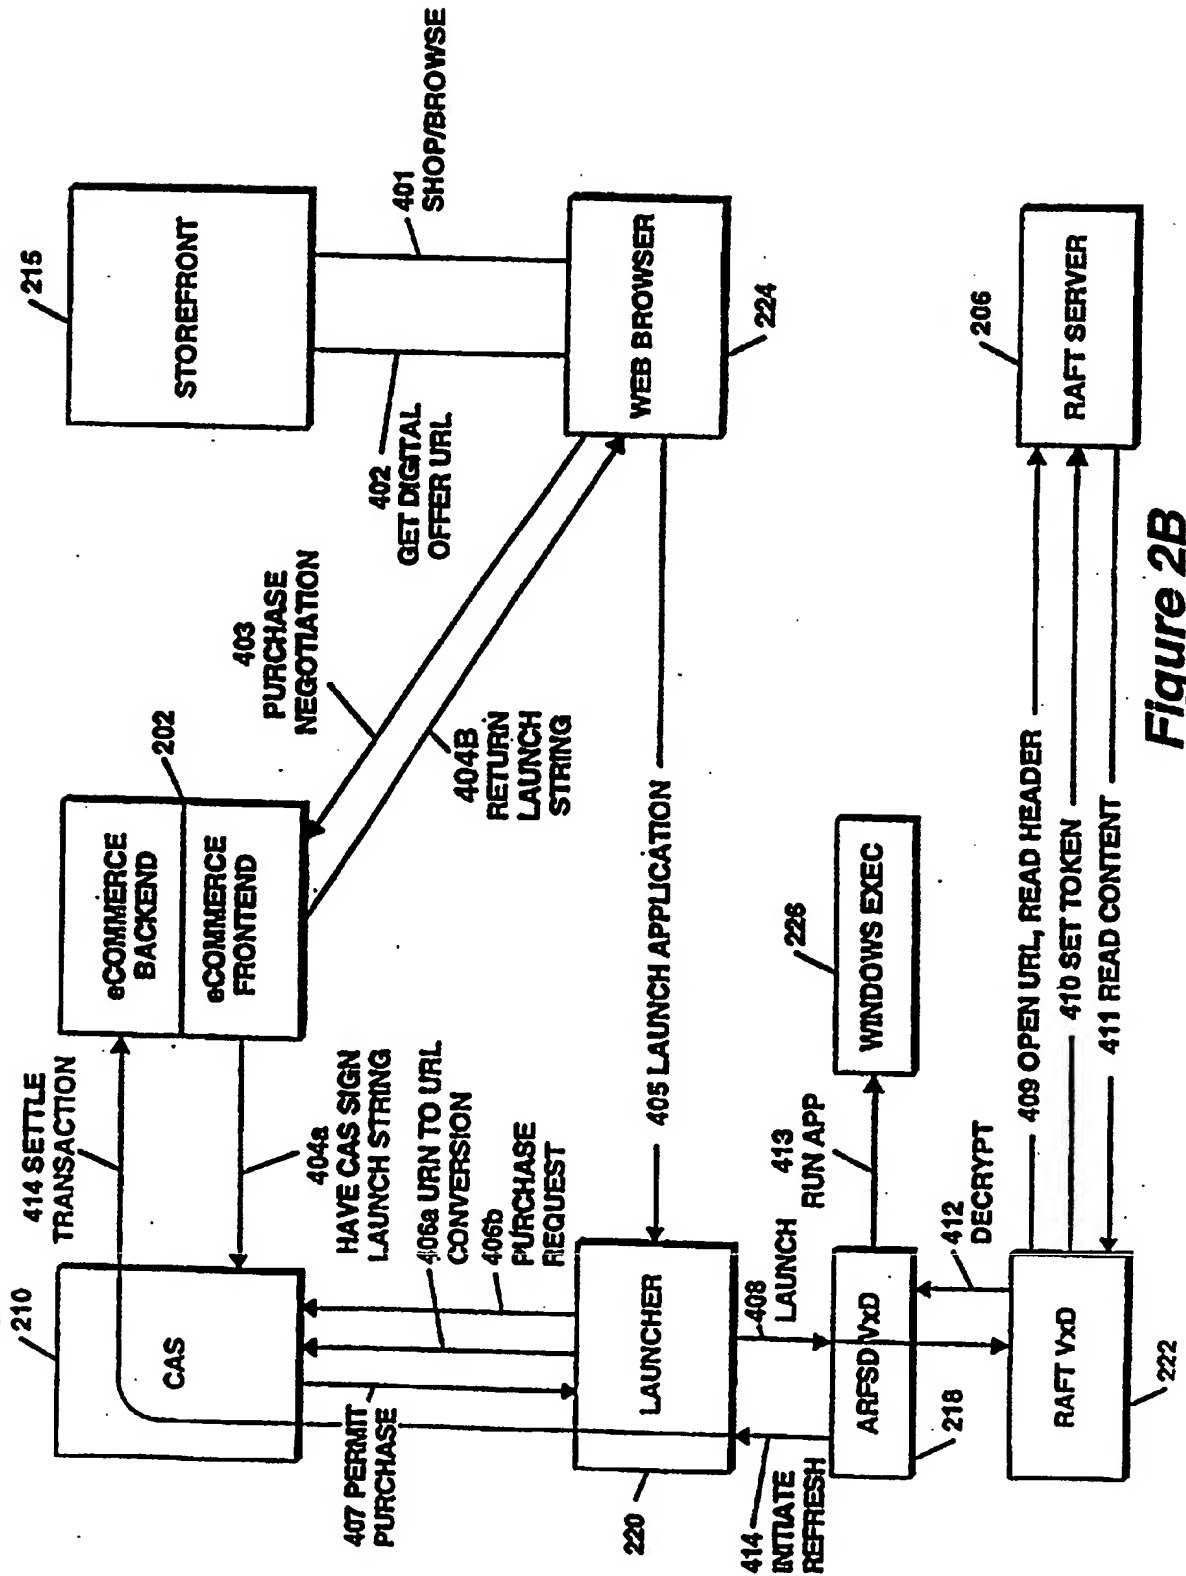 210
CAS
414 SETTLE
TRANSACTION
404a
HAVE CAS SIGN
LAUNCH STRING
406a URN TO URL
CONVERSION
406b
PURCHASE
REQUEST
407 PERMIT
PURCHASE
eCOMMERCE
BACKEND
eCOMMERCE
FRONTEND
202
403
PURCHASE
NEGOTIATION
404B
RETURN
LAUNCH
STRING
215
STOREFRONT
401
SHOP/BROWSE
402
GET DIGITAL
OFFER URL
WEB BROWSER
224
405 LAUNCH APPLICATION
LAUNCHER
220
408
LAUNCH
414
INITIATE
REFRESH
ARFSD VxD
218
413
RUN APP
WINDOWS EXEC
226
412
DECRYPT
RAFT VxD
222
409 OPEN URL, READ HEADER
410 SET TOKEN
411 READ CONTENT
206
RAFT SERVER
Figure 2B